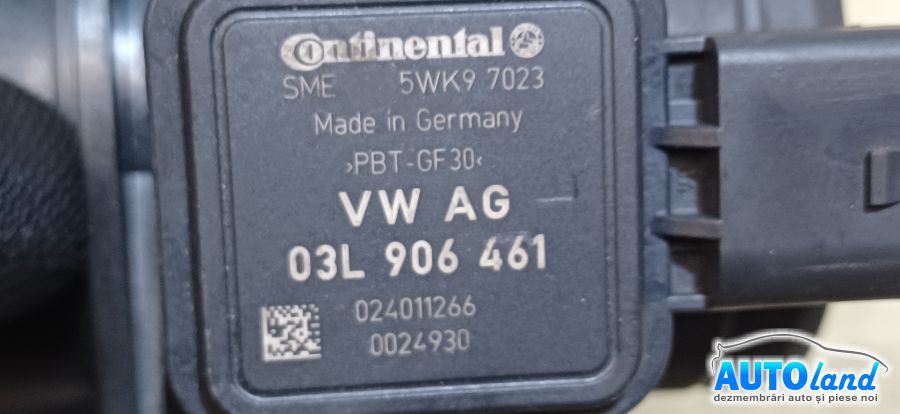 Continental
SME 5WK9 7023
Made in Germany
›PBT-GF30‹
VW AG
03L 906 461
024011266
0024930
AUTOland
dezmembrări auto și piese noi